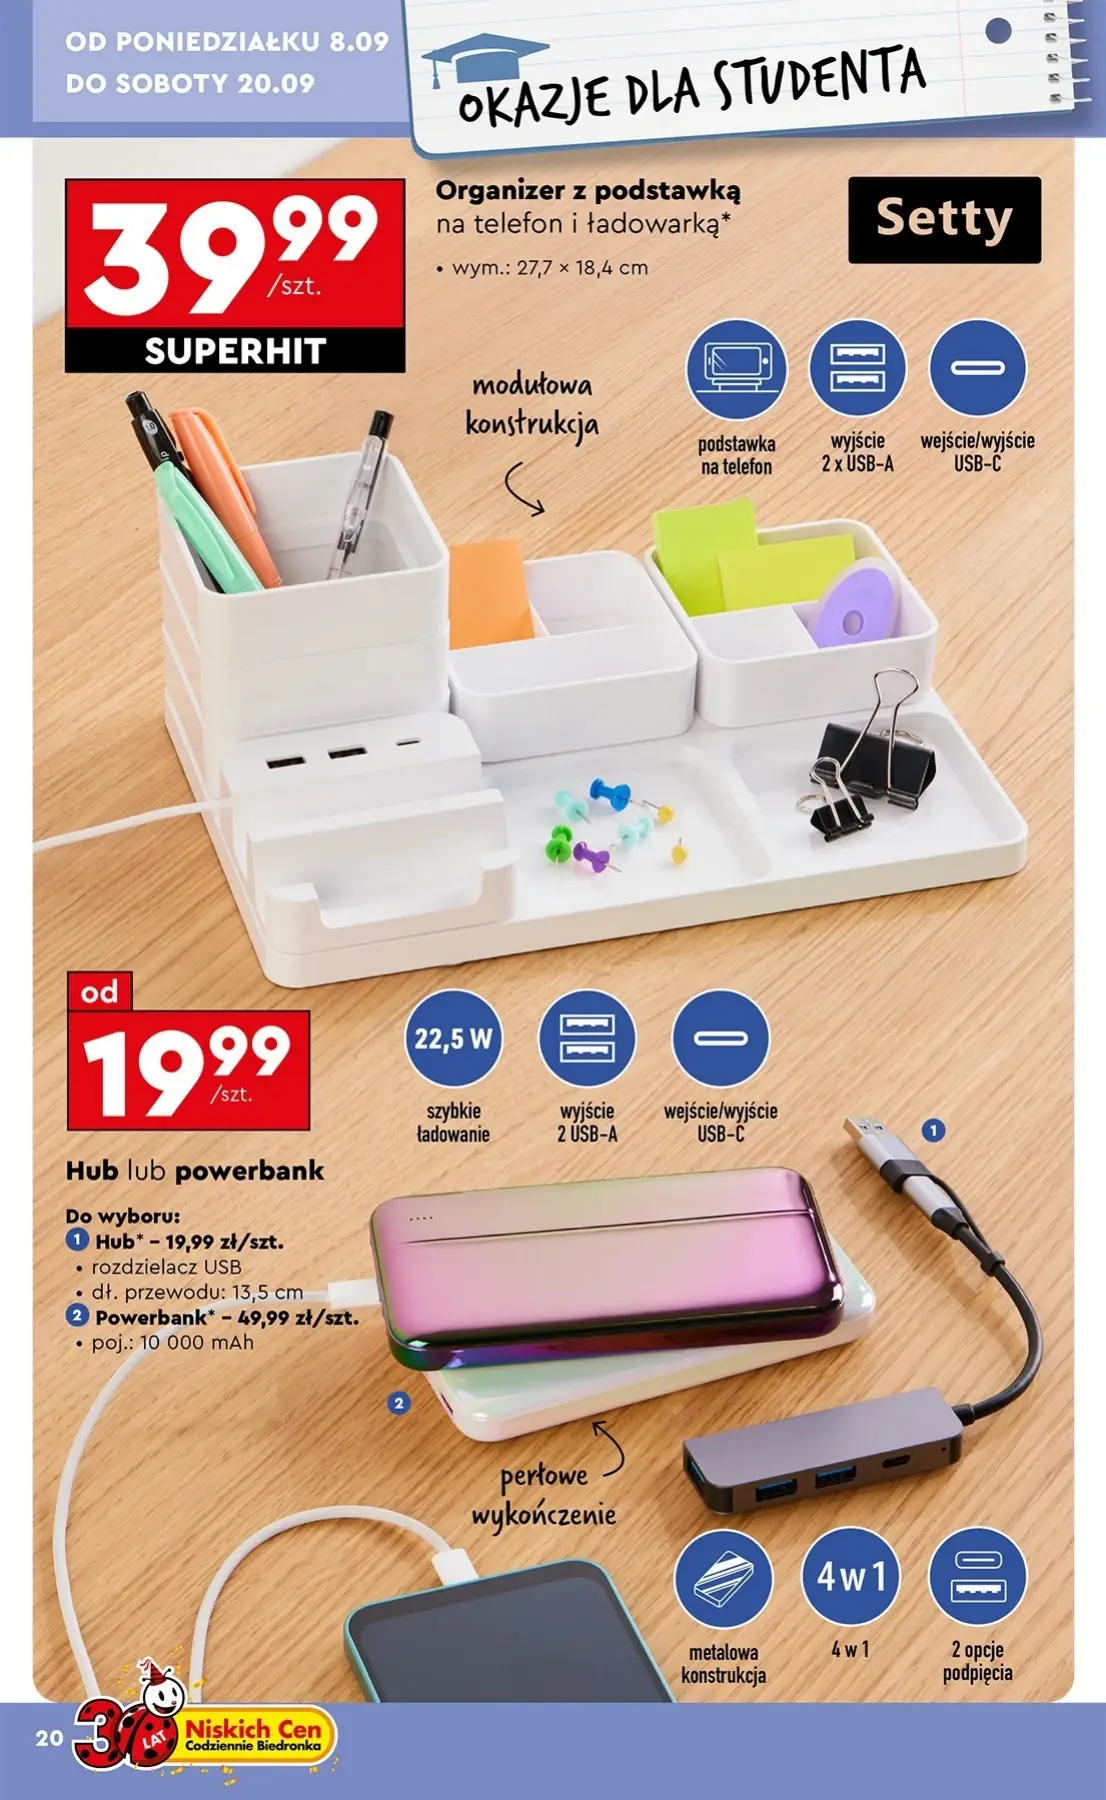 OD PONIEDZIAŁKU 8.09
DO SOBOTY 20.09
OKAZJE DLA STUDENTA
39 99
/szt.
SUPERHIT
Organizer z podstawką
na telefon i ładowarką*
• wym.: 27,7 × 18,4 cm
Setty
modułowa
konstrukcja
podstawka
na telefon
wyjście
2 x USB-A
wejście/wyjście
USB-C
od
19 99
/szt.
22,5 W
szybkie
ładowanie
wyjście
2 USB-A
wejście/wyjście
USB-C
Hub lub powerbank
Do wyboru:
1 Hub* – 19,99 zł/szt.
• rozdzielacz USB
• dł. przewodu: 13,5 cm
2 Powerbank* – 49,99 zł/szt.
• poj.: 10 000 mAh
1
2
perłowe
wykończenie
metalowa
konstrukcja
4 w 1
4 w 1
2 opcje
podpięcia
20
30 LAT
Niskich Cen
Codziennie Biedronka